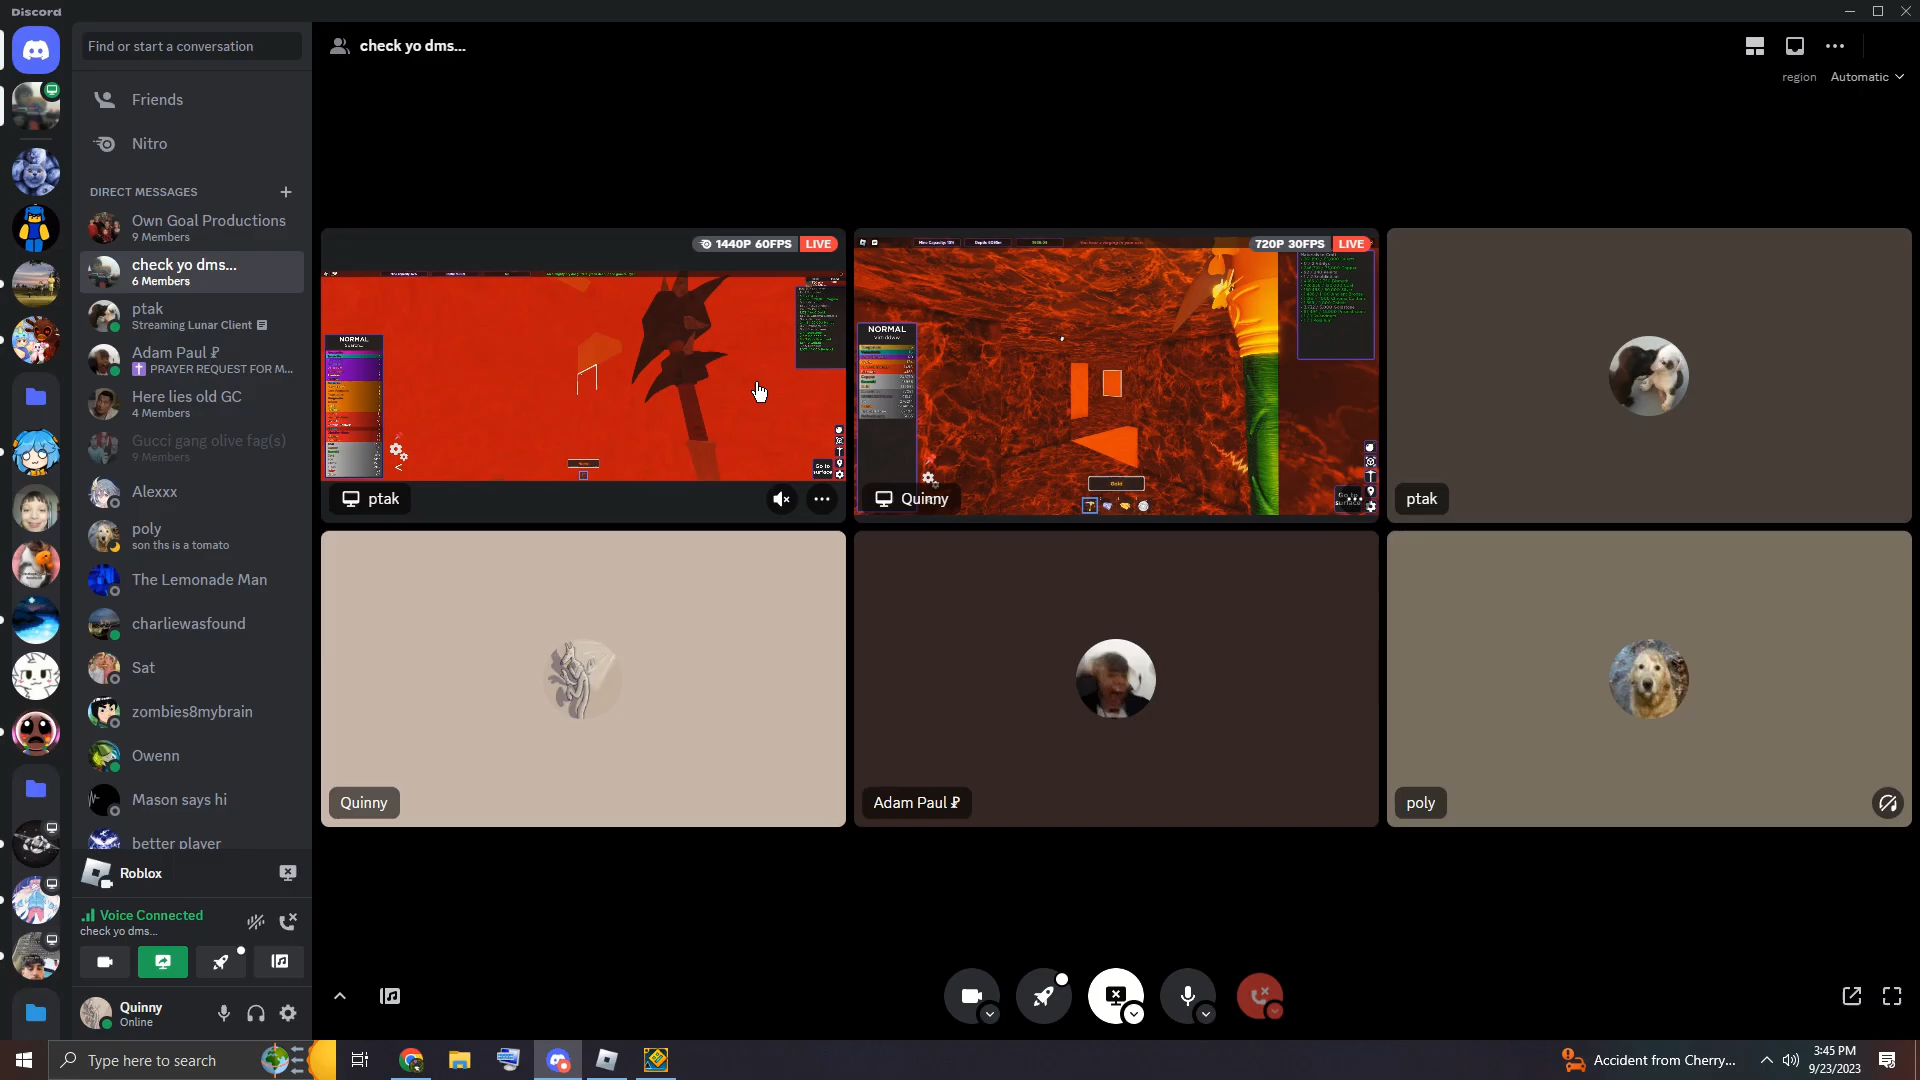 Discord
Find or start a conversation
Friends
Nitro
DIRECT MESSAGES
Own Goal Productions
9 Members
check yo dms...
6 Members
ptak
Streaming Lunar Client
Adam Paul ₽
PRAYER REQUEST FOR M...
Here lies old GC
4 Members
Gucci gang olive fag(s)
9 Members
Alexxx
poly
son ths is a tomato
The Lemonade Man
charliewasfound
Sat
zombies8mybrain
Owenn
Mason says hi
better player
Roblox
Voice Connected
check yo dms...
Quinny
Online
check yo dms...
region Automatic
1440P 60FPS LIVE
NORMAL
Go to
surface
ptak
720P 30FPS LIVE
NORMAL
Gold
Quinny
ptak
Quinny
Adam Paul ₽
poly
Type here to search
Accident from Cherry...
3:45 PM
9/23/2023